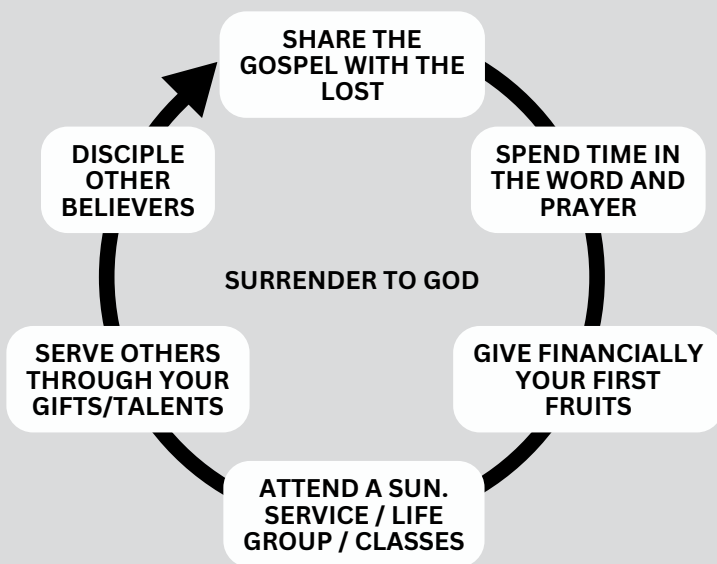 SHARE THE
GOSPEL WITH THE
LOST
SPEND TIME IN
THE WORD AND
PRAYER
GIVE FINANCIALLY
YOUR FIRST
FRUITS
ATTEND A SUN.
SERVICE / LIFE
GROUP / CLASSES
SERVE OTHERS
THROUGH YOUR
GIFTS/TALENTS
DISCIPLE
OTHER
BELIEVERS
SURRENDER TO GOD